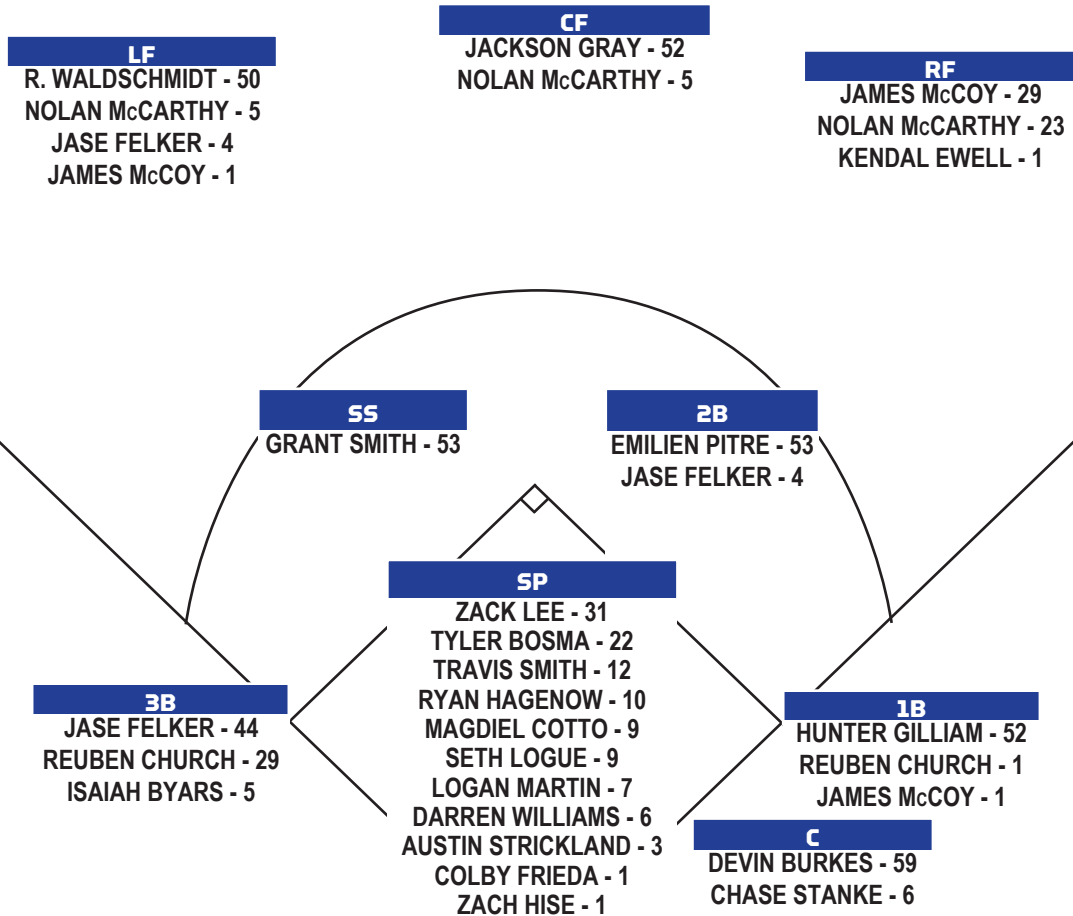 LF
R. WALDSCHMIDT - 50
NOLAN McCARTHY - 5
JASE FELKER - 4
JAMES McCOY - 1
CF
JACKSON GRAY - 52
NOLAN McCARTHY - 5
RF
JAMES McCOY - 29
NOLAN McCARTHY - 23
KENDAL EWELL - 1
SS
GRANT SMITH - 53
2B
EMILIEN PITRE - 53
JASE FELKER - 4
SP
ZACK LEE - 31
TYLER BOSMA - 22
TRAVIS SMITH - 12
RYAN HAGENOW - 10
MAGDIEL COTTO - 9
SETH LOGUE - 9
LOGAN MARTIN - 7
DARREN WILLIAMS - 6
AUSTIN STRICKLAND - 3
COLBY FRIEDA - 1
ZACH HISE - 1
3B
JASE FELKER - 44
REUBEN CHURCH - 29
ISAIAH BYARS - 5
1B
HUNTER GILLIAM - 52
REUBEN CHURCH - 1
JAMES McCOY - 1
C
DEVIN BURKES - 59
CHASE STANKE - 6